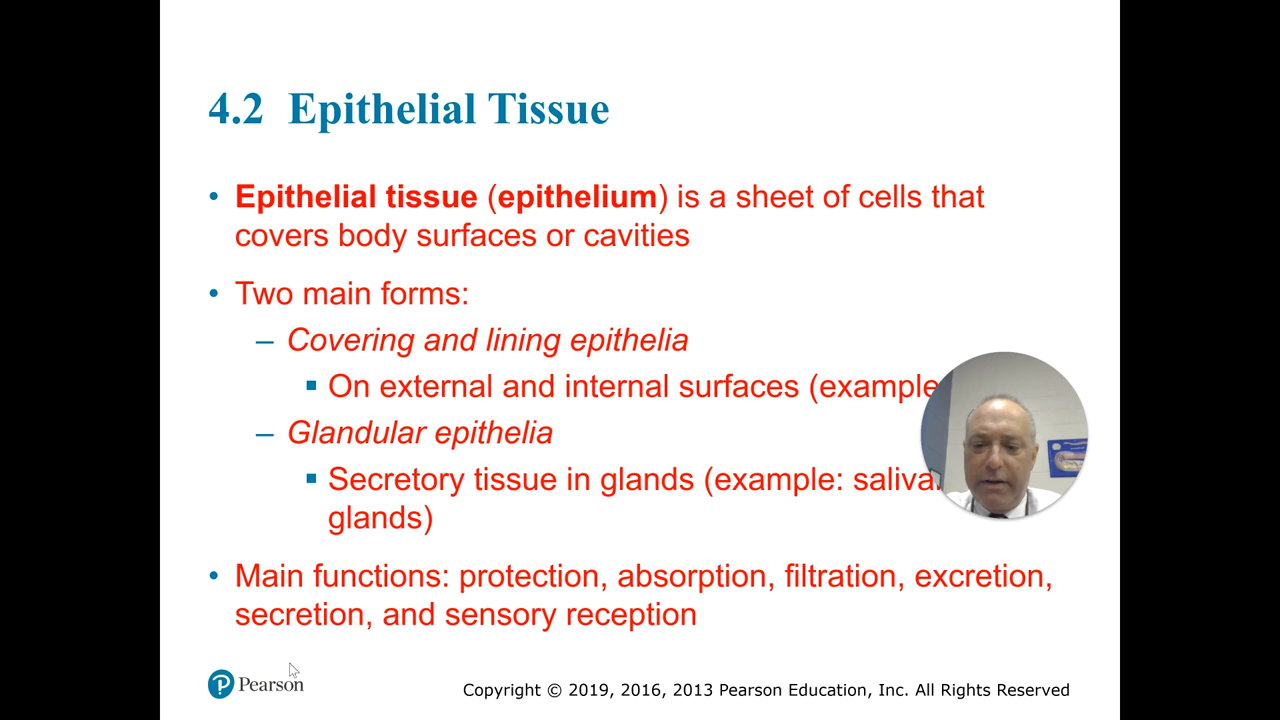 4.2 Epithelial Tissue
• Epithelial tissue (epithelium) is a sheet of cells that
covers body surfaces or cavities
• Two main forms:
– Covering and lining epithelia
▪ On external and internal surfaces (example
– Glandular epithelia
▪ Secretory tissue in glands (example:
glands)
• Main functions: protection, absorption, filtration, excretion,
secretion, and sensory reception
Pearson
Copyright © 2019, 2016, 2013 Pearson Education, Inc. All Rights Reserved